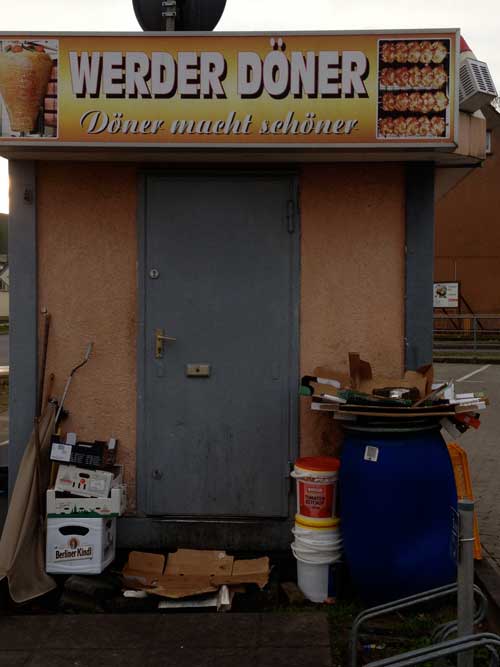 WERDER DÖNER
Döner macht schöner
TOMATEN
KETCHUP
Berliner Kindl